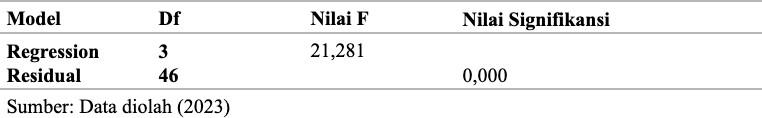 Model Df Nilai F Nilai Signifikansi
Regression 3 21,281
Residual 46 0,000
Sumber: Data diolah (2023)